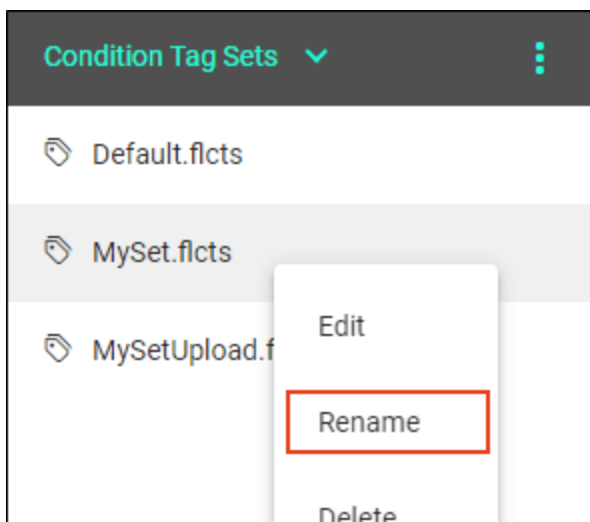 Condition Tag Sets
Default.flcts
MySet.flcts
Edit
MySetUpload.f
Rename
Delete